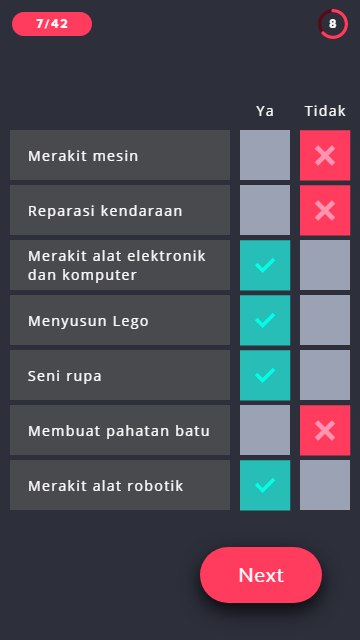 7/42
8
Ya Tidak
Merakit mesin
Reparasi kendaraan
Merakit alat elektronik
dan komputer
Menyusun Lego
Seni rupa
Membuat pahatan batu
Merakit alat robotik
Next